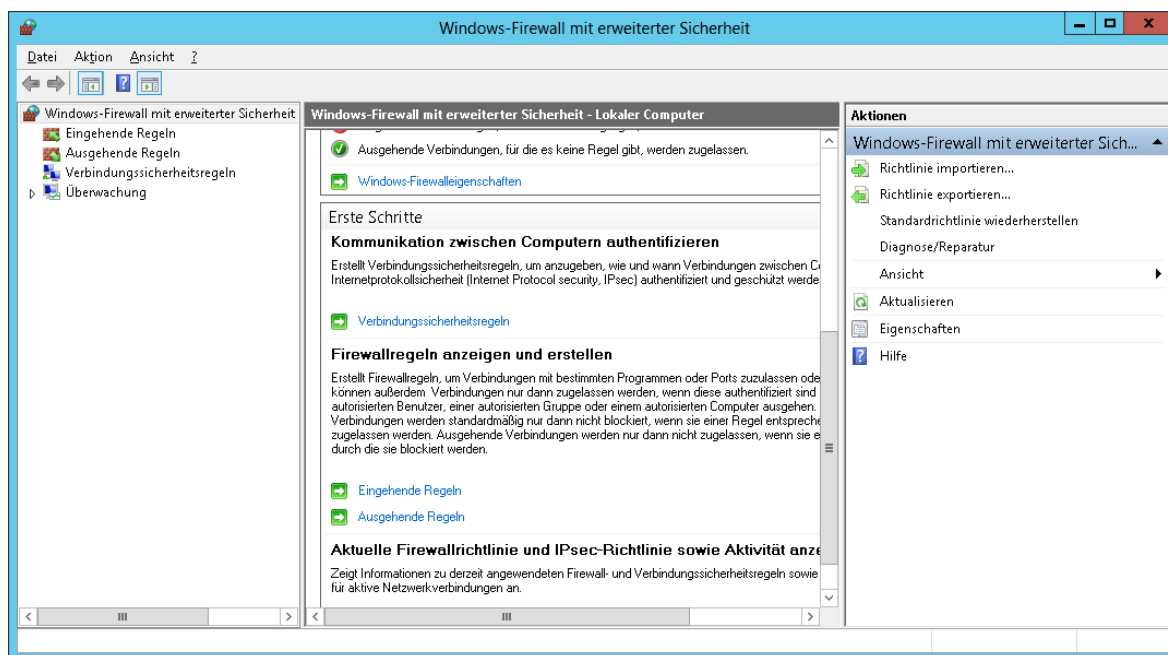 Windows-Firewall mit erweiterter Sicherheit
Datei Aktion Ansicht ?
Windows-Firewall mit erweiterter Sicherheit
Eingehende Regeln
Ausgehende Regeln
Verbindungssicherheitsregeln
Überwachung
Windows-Firewall mit erweiterter Sicherheit - Lokaler Computer
Ausgehende Verbindungen, für die es keine Regel gibt, werden zugelassen.
Windows-Firewalleigenschaften
Erste Schritte
Kommunikation zwischen Computern authentifizieren
Erstellt Verbindungssicherheitsregeln, um anzugeben, wie und wann Verbindungen zwischen
Internetprotokollsicherheit (Internet Protocol security, IPsec) authentifiziert und geschützt werde
Verbindungssicherheitsregeln
Firewallregeln anzeigen und erstellen
Erstellt Firewallregeln, um Verbindungen mit bestimmten Programmen oder Ports zuzulassen ode
können außerdem Verbindungen nur dann zugelassen werden, wenn diese authentifiziert sind
autorisierten Benutzer, einer autorisierten Gruppe oder einem autorisierten Computer ausgehen.
Verbindungen werden standardmäßig nur dann nicht blockiert, wenn sie einer Regel entspreche
zugelassen werden. Ausgehende Verbindungen werden nur dann nicht zugelassen, wenn sie e
durch die sie blockiert werden.
Eingehende Regeln
Ausgehende Regeln
Aktuelle Firewallrichtlinie und IPsec-Richtlinie sowie Aktivität anze
Zeigt Informationen zu derzeit angewendeten Firewall- und Verbindungssicherheitsregeln sowie
für aktive Netzwerkverbindungen an.
Aktionen
Windows-Firewall mit erweiterter Sich...
Richtlinie importieren...
Richtlinie exportieren...
Standardrichtlinie wiederherstellen
Diagnose/Reparatur
Ansicht
Aktualisieren
Eigenschaften
Hilfe